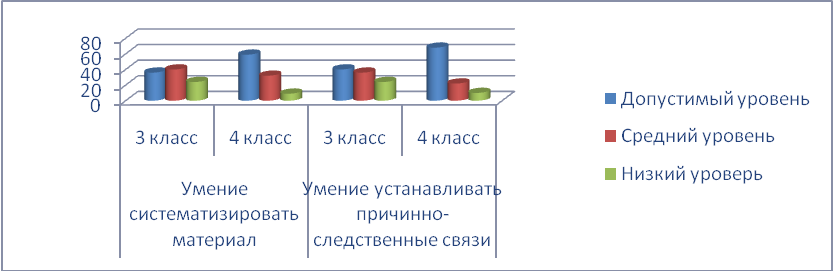 80
60
40
20
0
3 класс
4 класс
3 класс
4 класс
Умение
систематизировать
материал
Умение устанавливать
причинно-
следственные связи
Допустимый уровень
Средний уровень
Низкий уроверь